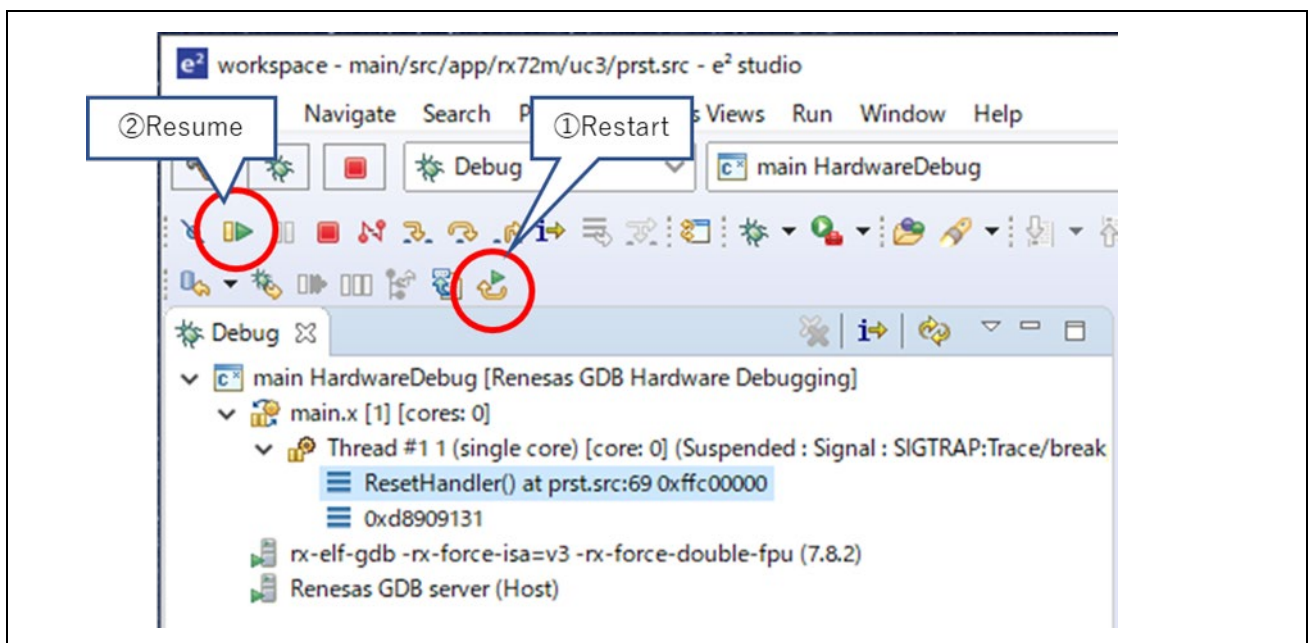 e² workspace - main/src/app/rx72m/uc3/prst.src - e² studio
②Resume
Navigate Search P
①Restart
s Views Run Window Help
Debug
main HardwareDebug
Debug
main HardwareDebug [Renesas GDB Hardware Debugging]
main.x [1] [cores: 0]
Thread #1 1 (single core) [core: 0] (Suspended : Signal : SIGTRAP:Trace/break
ResetHandler() at prst.src:69 0xffc00000
0xd8909131
rx-elf-gdb -rx-force-isa=v3 -rx-force-double-fpu (7.8.2)
Renesas GDB server (Host)